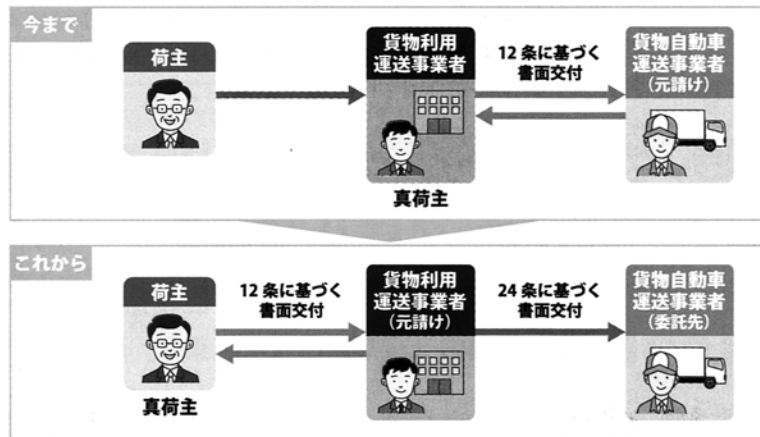 今まで
荷主
貨物利用
運送事業者
真荷主
12条に基づく
書面交付
貨物自動車
運送事業者
(元請け)
これから
荷主
真荷主
12条に基づく
書面交付
貨物利用
運送事業者
(元請け)
24条に基づく
書面交付
貨物自動車
運送事業者
(委託先)